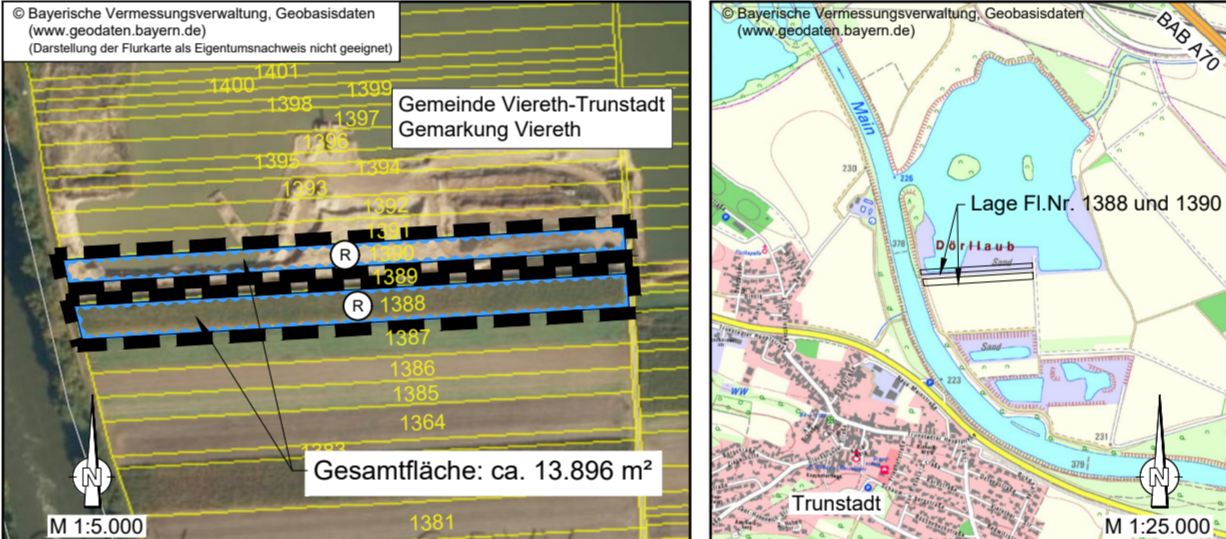 © Bayerische Vermessungsverwaltung, Geobasisdaten
(www.geodaten.bayern.de)
(Darstellung der Flurkarte als Eigentumsnachweis nicht geeignet)
1401
1400
1399
1398
1397
Gemeinde Viereth-Trunstadt
Gemarkung Viereth
1396
1395
1394
1393
1392
1391
R
1390
1389
R
1388
1387
1386
1385
1364
1383
Gesamtfläche: ca. 13.896 m²
N
1381
M 1:5.000
© Bayerische Vermessungsverwaltung, Geobasisdaten
(www.geodaten.bayern.de)
BAB A70
Main
230
226
Lage Fl.Nr. 1388 und 1390
378
Dörflaub
Sand
Sand
223
WW
231
379
Trunstadt
N
M 1:25.000